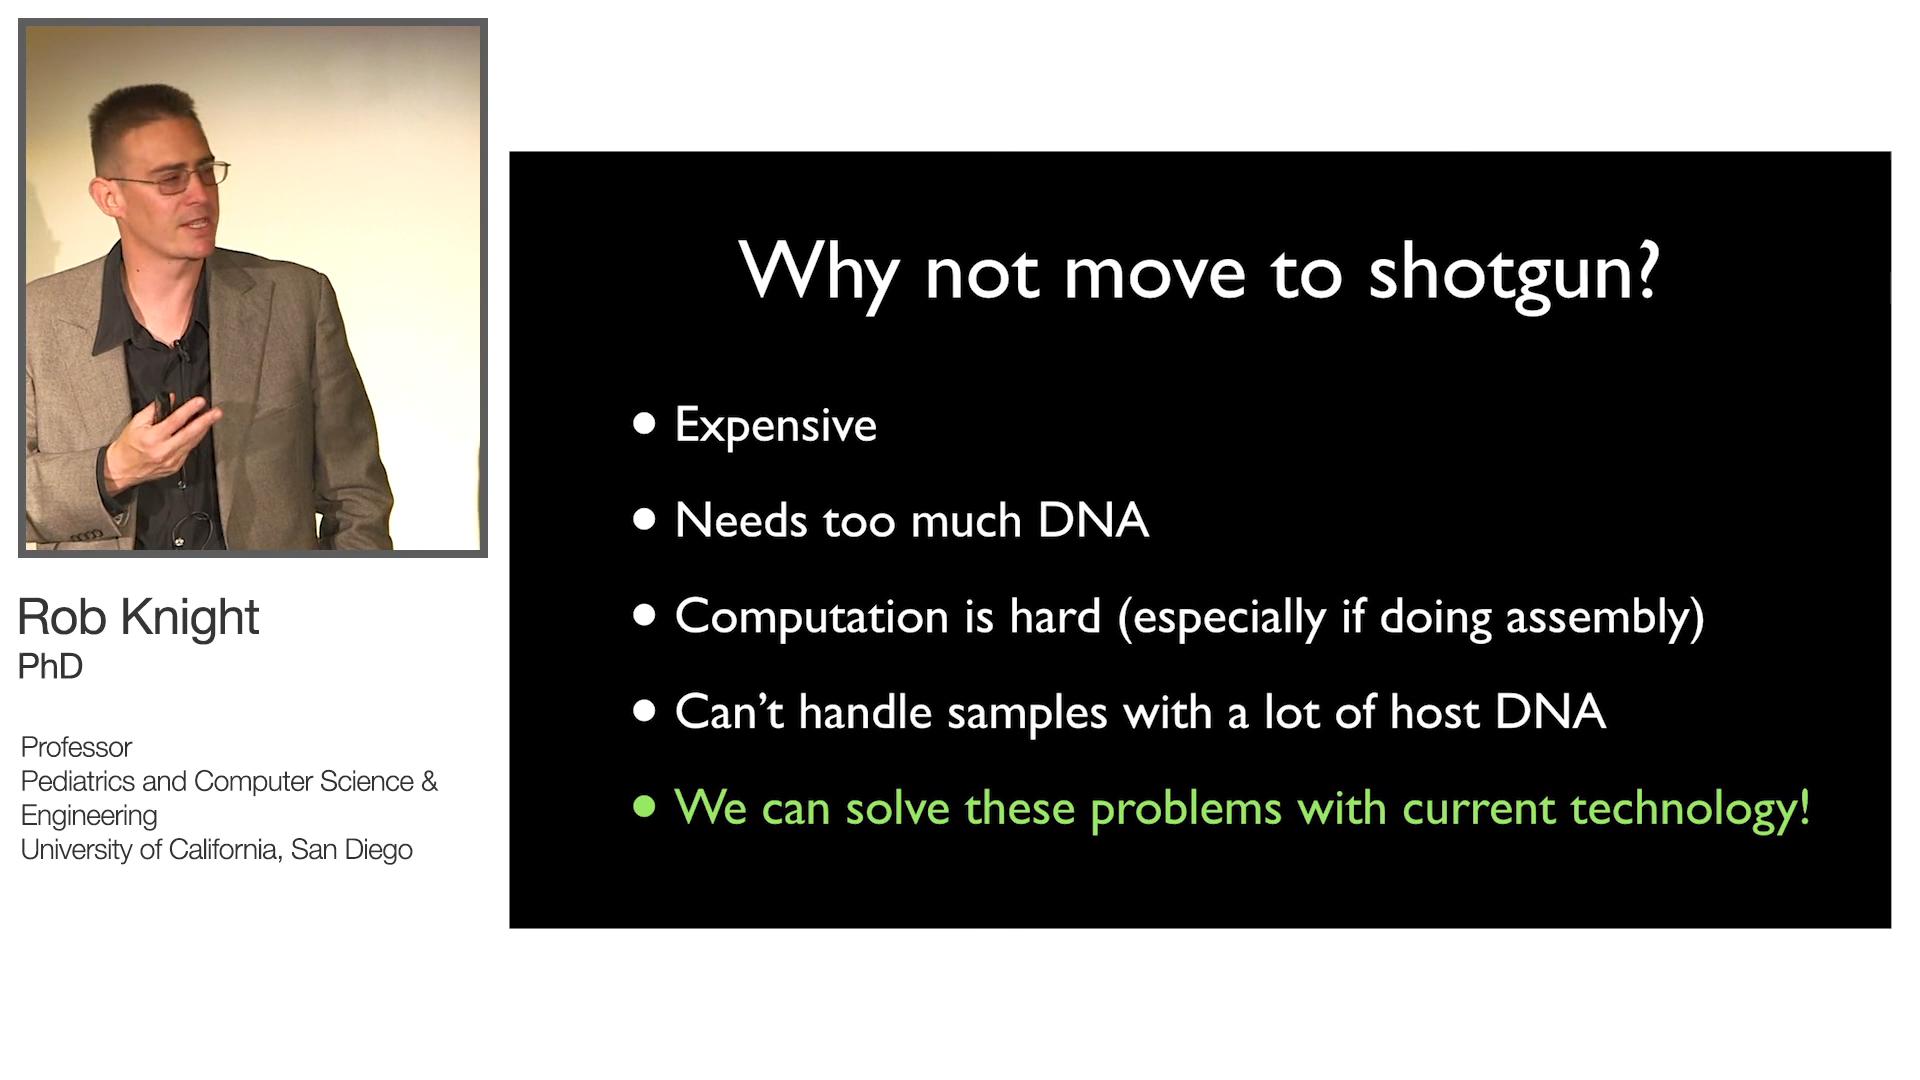 Rob Knight
PhD
Professor
Pediatrics and Computer Science &
Engineering
University of California, San Diego
Why not move to shotgun?
• Expensive
• Needs too much DNA
• Computation is hard (especially if doing assembly)
• Can’t handle samples with a lot of host DNA
• We can solve these problems with current technology!